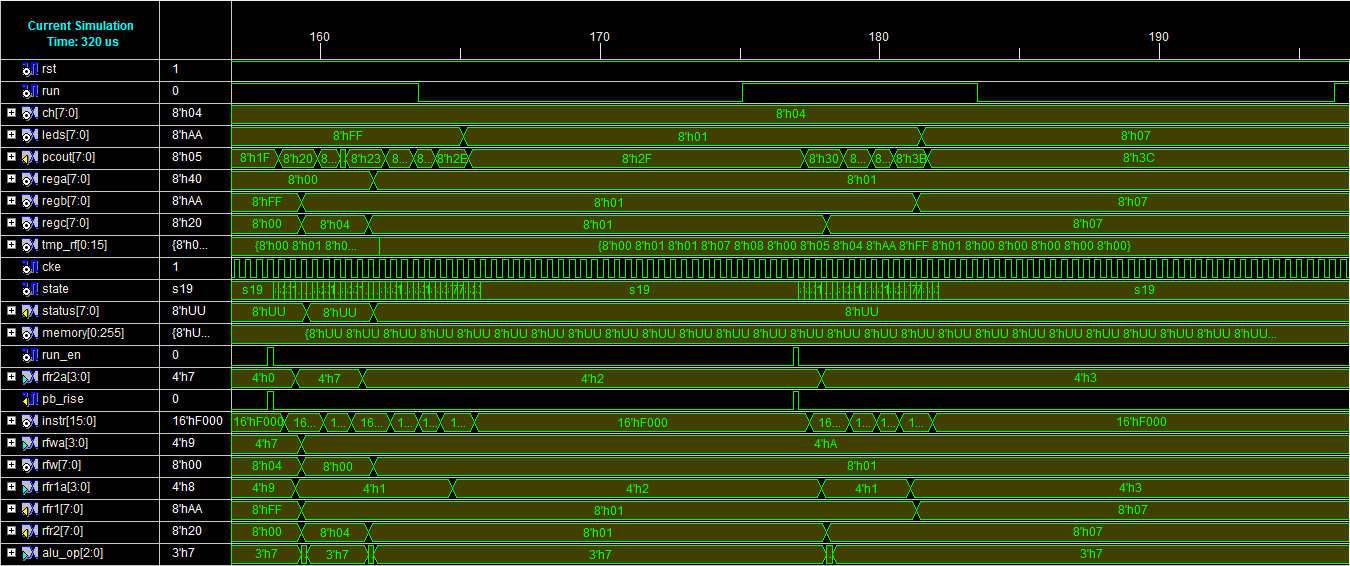 Current Simulation
Time: 320 us
160 170 180 190
rst 1
run 0
ch[7:0] 8'h04 8'h04
leds[7:0] 8'hAA 8'hFF 8'h01 8'h07
pcout[7:0] 8'h05 8'h1F 8'h20 8... 8'h23 8... 8... 8'h2E 8'h2F 8'h30 8... 8... 8'h3B 8'h3C
rega[7:0] 8'h40 8'h00 8'h01
regb[7:0] 8'hAA 8'hFF 8'h01 8'h07
regc[7:0] 8'h20 8'h00 8'h04 8'h01 8'h07
tmp_rf[0:15] {8'h0... {8'h00 8'h01 8'h0... {8'h00 8'h01 8'h01 8'h07 8'h08 8'h00 8'h05 8'h04 8'hAA 8'hFF 8'h01 8'h00 8'h00 8'h00 8'h00 8'h00}
cke 1
state s19 s19 s19 s19
status[7:0] 8'hUU 8'hUU 8'hUU 8'hUU
memory[0:255] {8'hU... {8'hUU 8'hUU 8'hUU 8'hUU 8'hUU 8'hUU 8'hUU 8'hUU 8'hUU 8'hUU 8'hUU 8'hUU 8'hUU 8'hUU 8'hUU 8'hUU 8'hUU 8'hUU 8'hUU 8'hUU 8'hUU 8'hUU 8'hUU 8'hUU 8'hUU...
run_en 0
rfr2a[3:0] 4'h7 4'h0 4'h7 4'h2 4'h3
pb_rise 0
instr[15:0] 16'hF000 16'hF000 16... 1... 16... 1... 1... 1... 16'hF000 16... 1... 1... 1... 16'hF000
rfwa[3:0] 4'h9 4'h7 4'hA
rfw[7:0] 8'h00 8'h04 8'h00 8'h01
rfr1a[3:0] 4'h8 4'h9 4'h1 4'h2 4'h1 4'h3
rfr1[7:0] 8'hAA 8'hFF 8'h01 8'h07
rfr2[7:0] 8'h20 8'h00 8'h04 8'h01 8'h07
alu_op[2:0] 3'h7 3'h7 3'h7 3'h7 3'h7